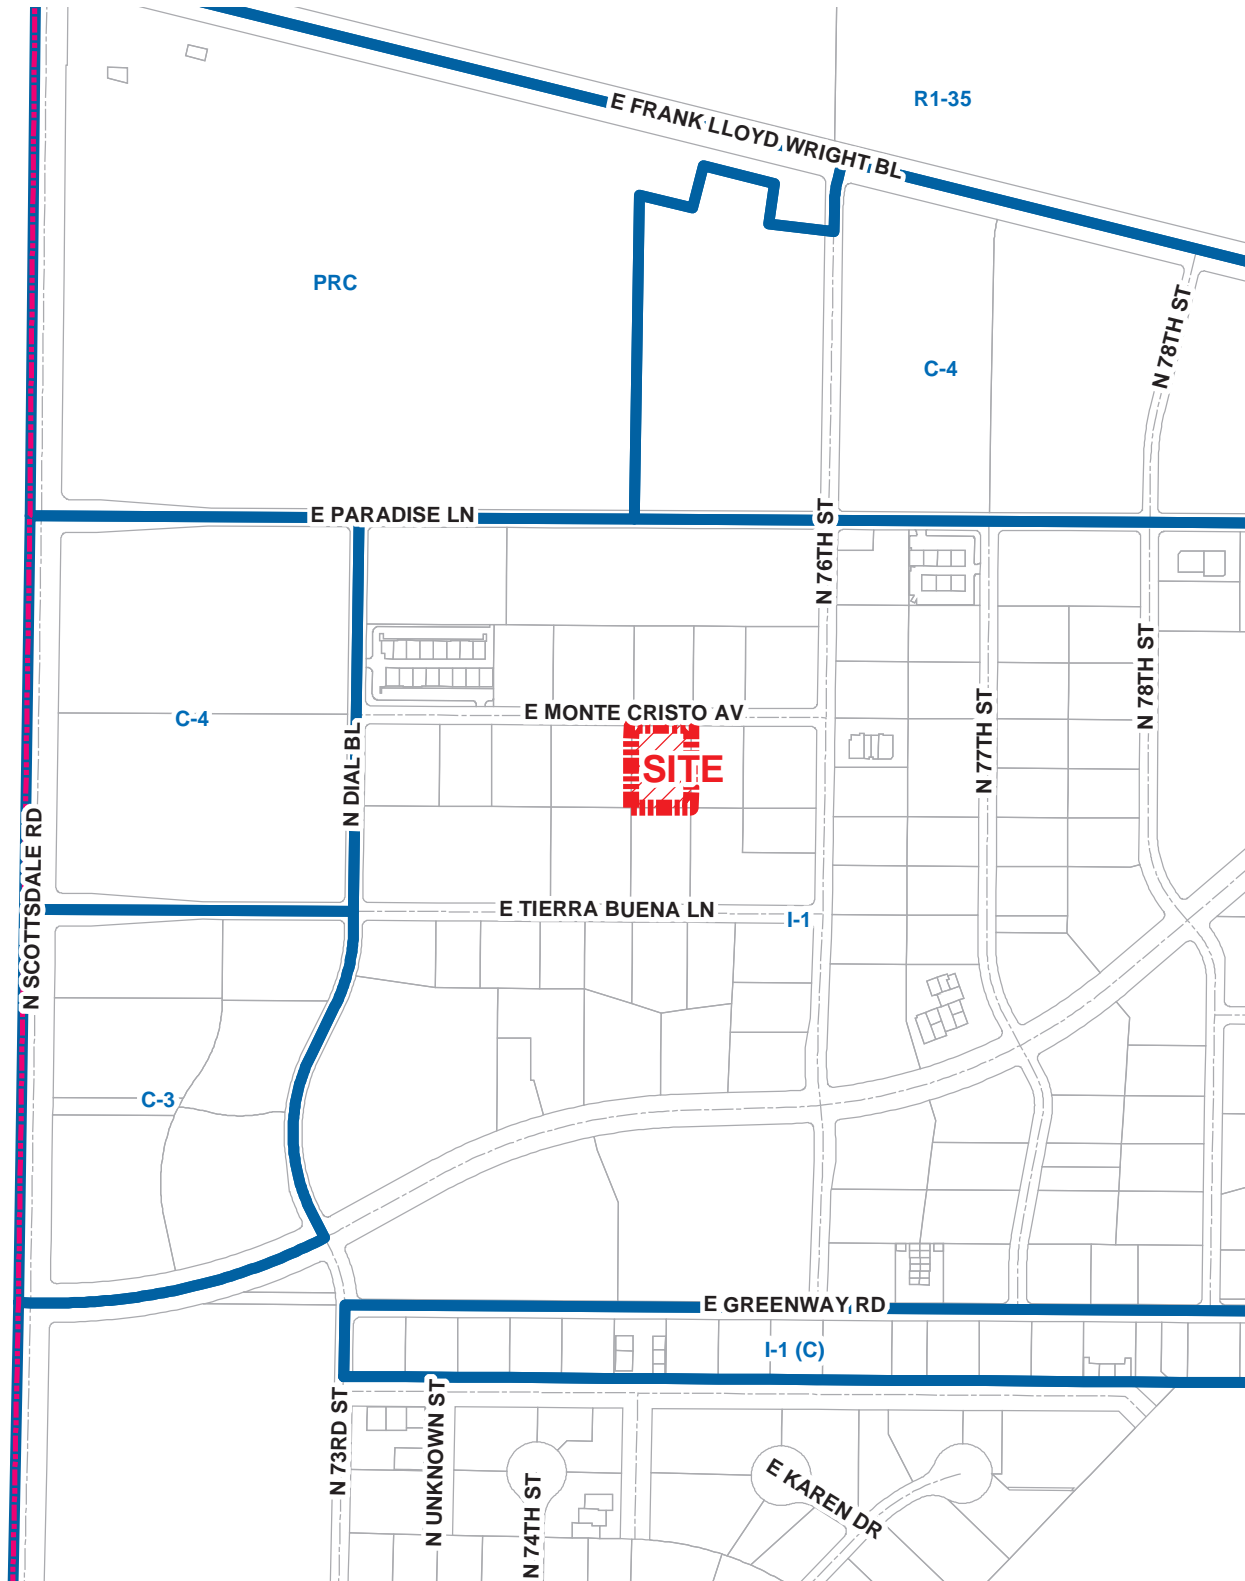 R1-35
E FRANK LLOYD WRIGHT BL
PRC
N 78TH ST
C-4
E PARADISE LN
N 76TH ST
N 78TH ST
E MONTE CRISTO AV
C-4
N DIAL BL
SITE
N 77TH ST
N SCOTTSDALE RD
E TIERRA BUENA LN
I-1
C-3
E GREENWAY RD
I-1 (C)
N 73RD ST
N UNKNOWN ST
N 74TH ST
E KAREN DR